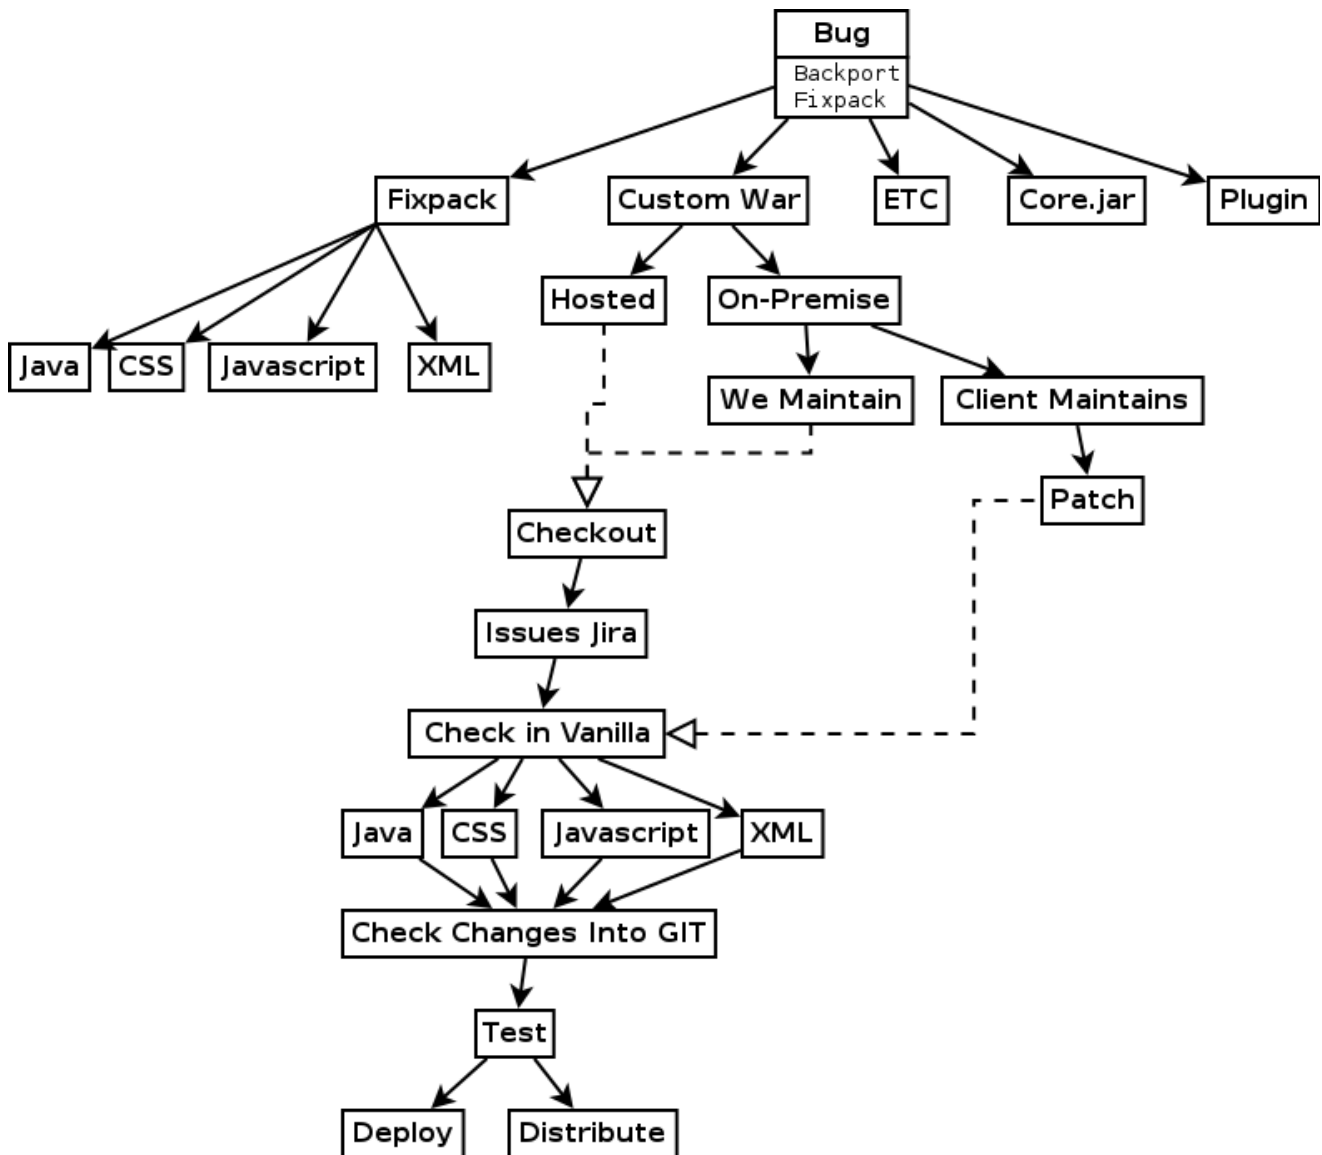 Bug
Backport
Fixpack
Fixpack
Custom War
ETC
Core.jar
Plugin
Hosted
On-Premise
Java
CSS
Javascript
XML
We Maintain
Client Maintains
Patch
Checkout
Issues Jira
Check in Vanilla
Java
CSS
Javascript
XML
Check Changes Into GIT
Test
Deploy
Distribute